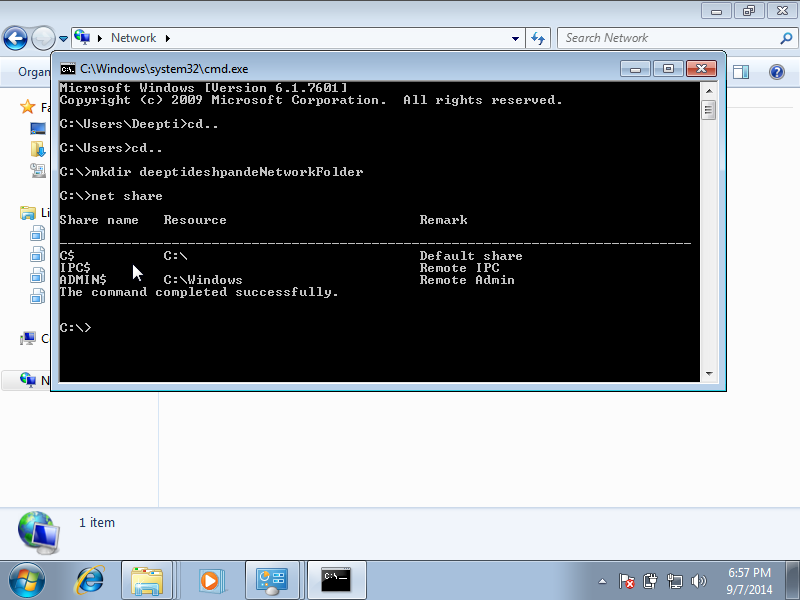 Network
Search Network
Organ
C:\Windows\system32\cmd.exe
Microsoft Windows [Version 6.1.7601]
Copyright (c) 2009 Microsoft Corporation.  All rights reserved.
C:\Users\Deepti>cd..
C:\Users>cd..
C:\>mkdir deeptideshpandeNetworkFolder
C:\>net share
Share name   Resource                        Remark
-------------------------------------------------------------------------------
C$           C:\                             Default share
IPC$                                         Remote IPC
ADMIN$       C:\Windows                      Remote Admin
The command completed successfully.
C:\>
Fa
Li
C
N
1 item
6:57 PM
9/7/2014